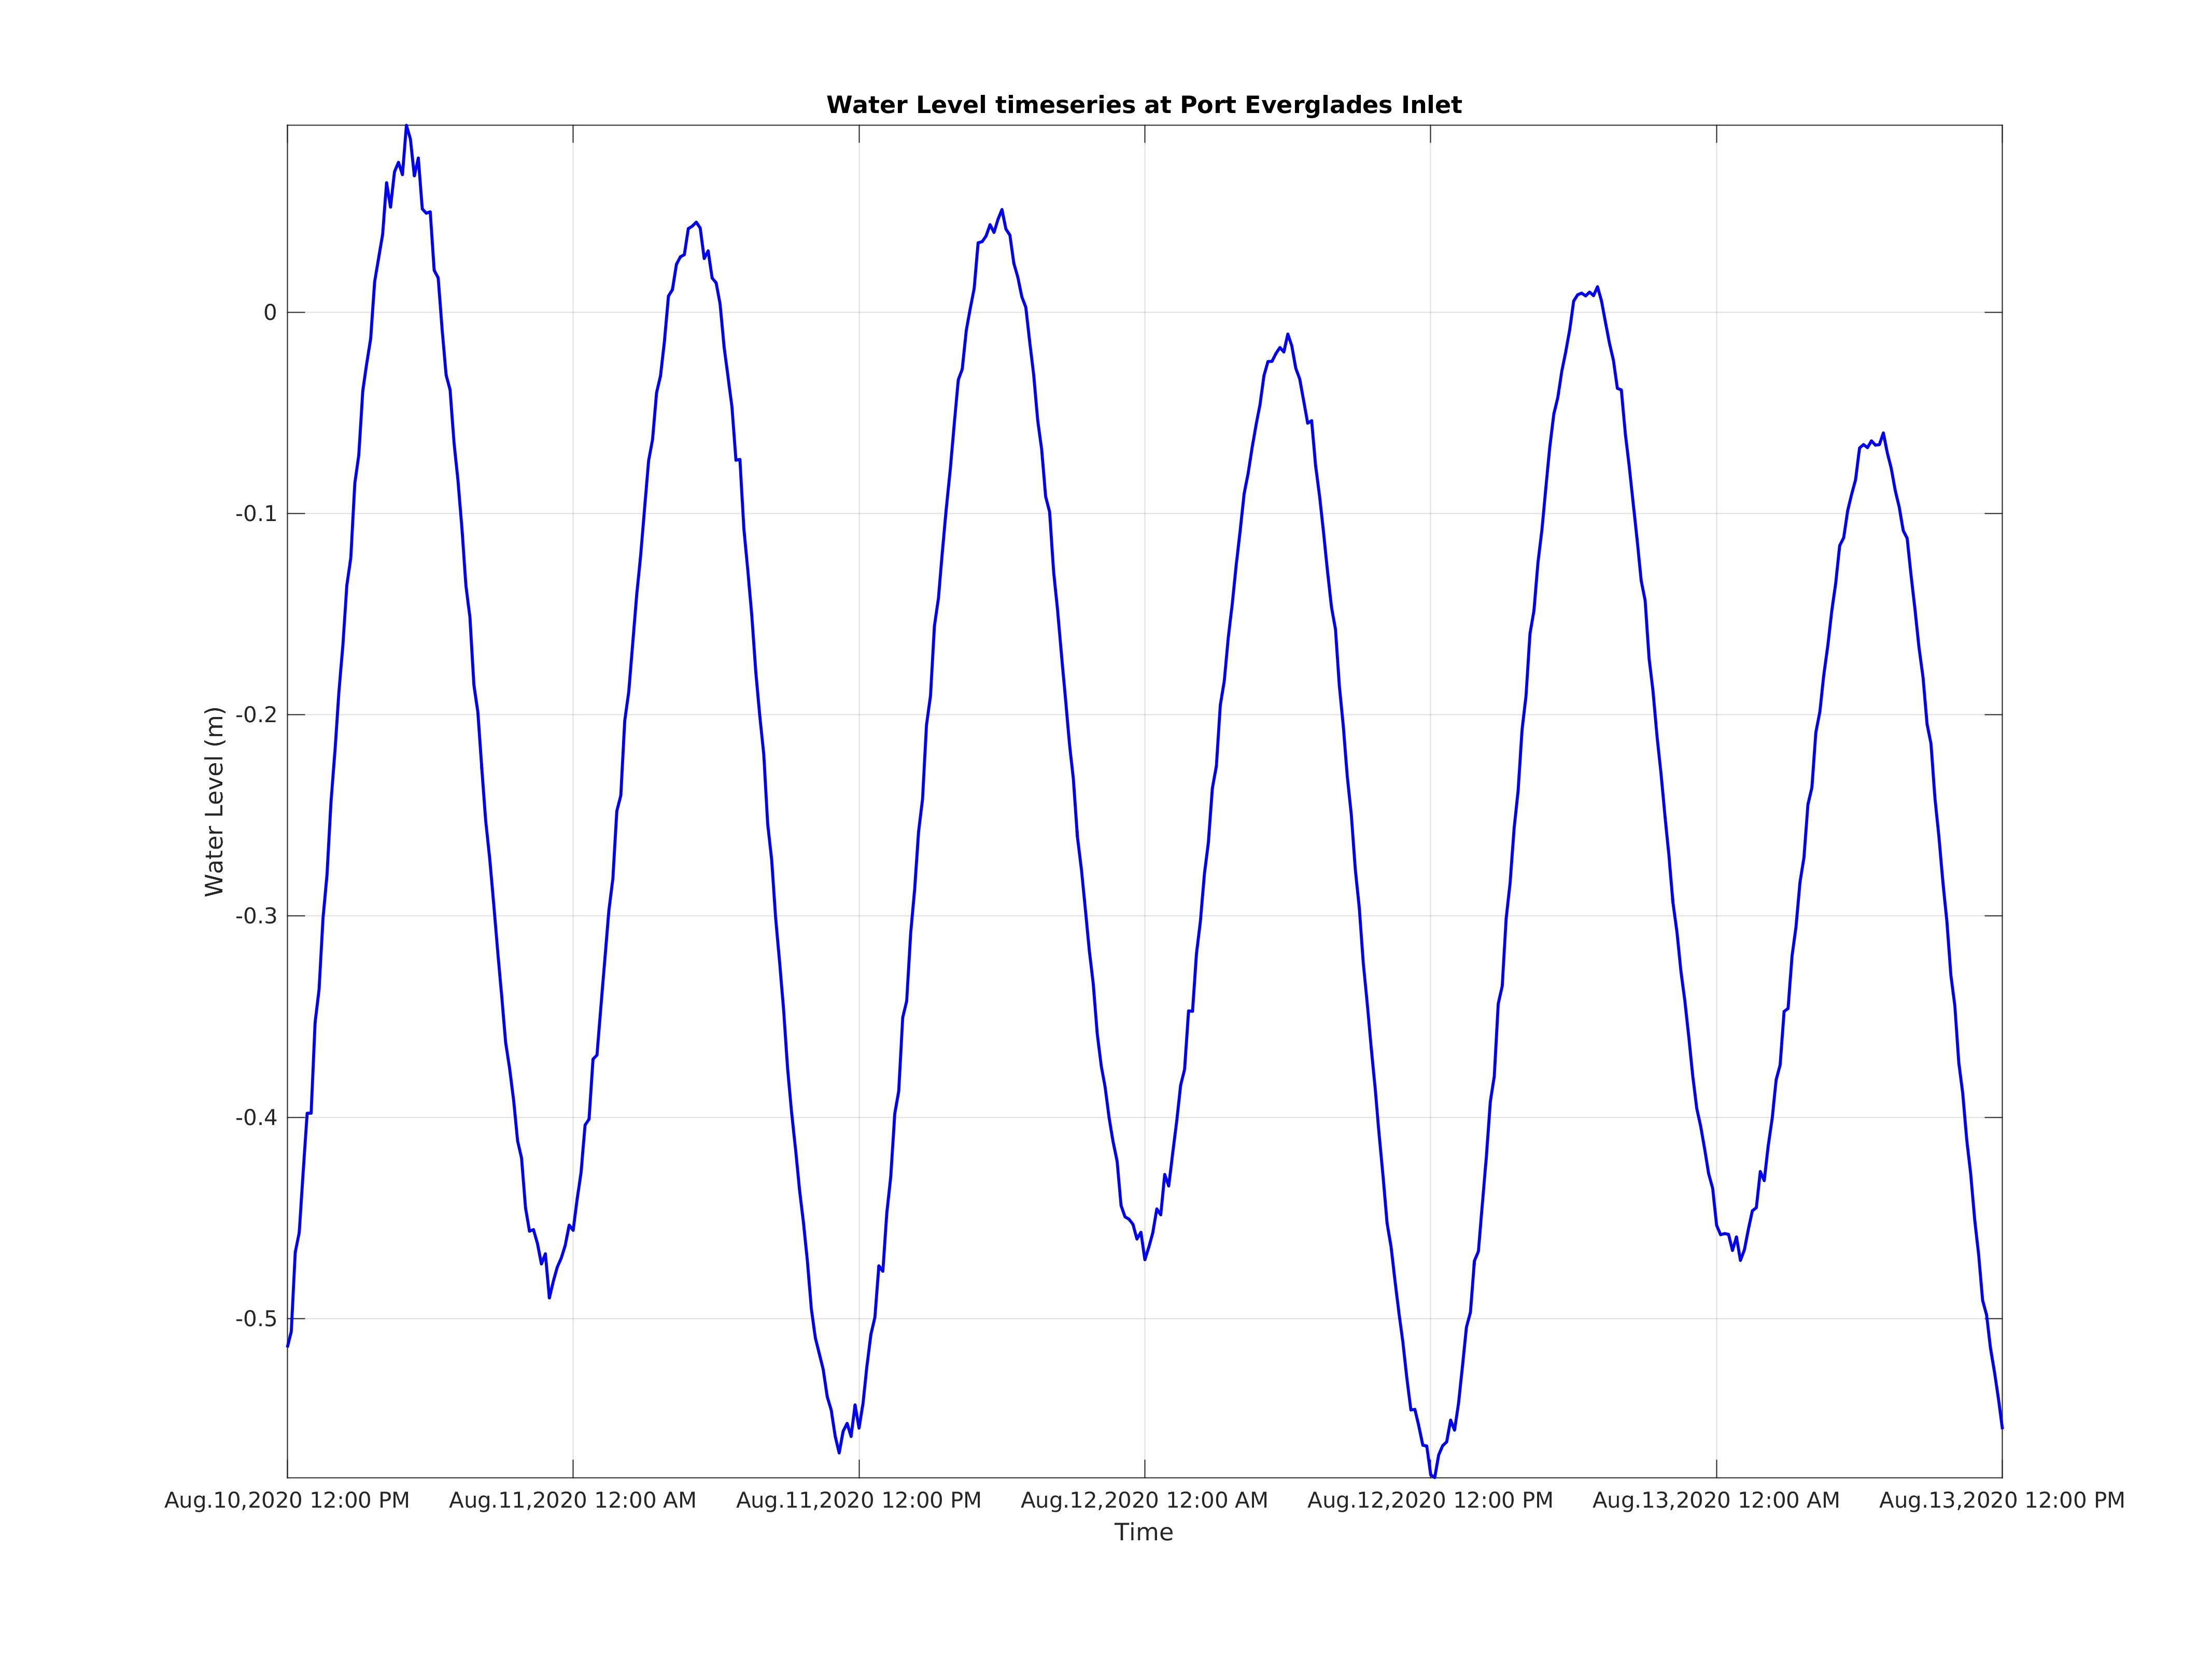 Water Level timeseries at Port Everglades Inlet
0
-0.1
-0.2
-0.3
-0.4
-0.5
Water Level (m)
Aug.10,2020 12:00 PM
Aug.11,2020 12:00 AM
Aug.11,2020 12:00 PM
Aug.12,2020 12:00 AM
Aug.12,2020 12:00 PM
Aug.13,2020 12:00 AM
Aug.13,2020 12:00 PM
Time